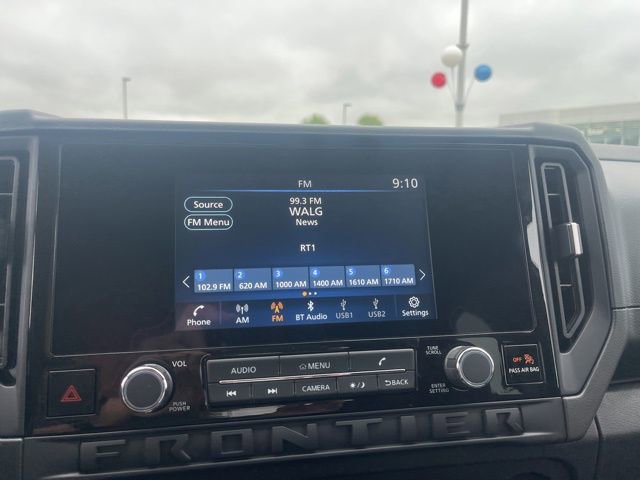 FM 9:10
Source
99.3 FM
WALG
FM Menu
News
RT1
1 2 3 4 5 6
102.9 FM 620 AM 1000 AM 1400 AM 1610 AM 1710 AM
Phone AM FM BT Audio USB1 USB2 Settings
VOL
PUSH
POWER
AUDIO MENU
CAMERA BACK
TUNE
SCROLL
ENTER
SETTING
OFF
PASS AIR BAG
FRONTIER